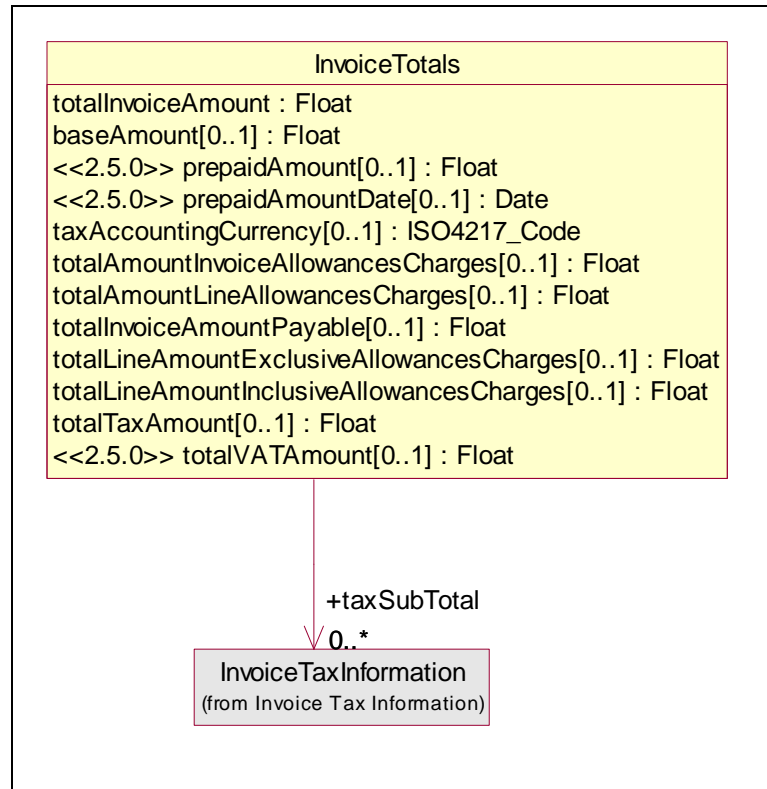 InvoiceTotals
totalInvoiceAmount : Float
baseAmount[0..1] : Float
<<2.5.0>> prepaidAmount[0..1] : Float
<<2.5.0>> prepaidAmountDate[0..1] : Date
taxAccountingCurrency[0..1] : ISO4217_Code
totalAmountInvoiceAllowancesCharges[0..1] : Float
totalAmountLineAllowancesCharges[0..1] : Float
totalInvoiceAmountPayable[0..1] : Float
totalLineAmountExclusiveAllowancesCharges[0..1] : Float
totalLineAmountInclusiveAllowancesCharges[0..1] : Float
totalTaxAmount[0..1] : Float
<<2.5.0>> totalVATAmount[0..1] : Float
+taxSubTotal
0..*
InvoiceTaxInformation
(from Invoice Tax Information)